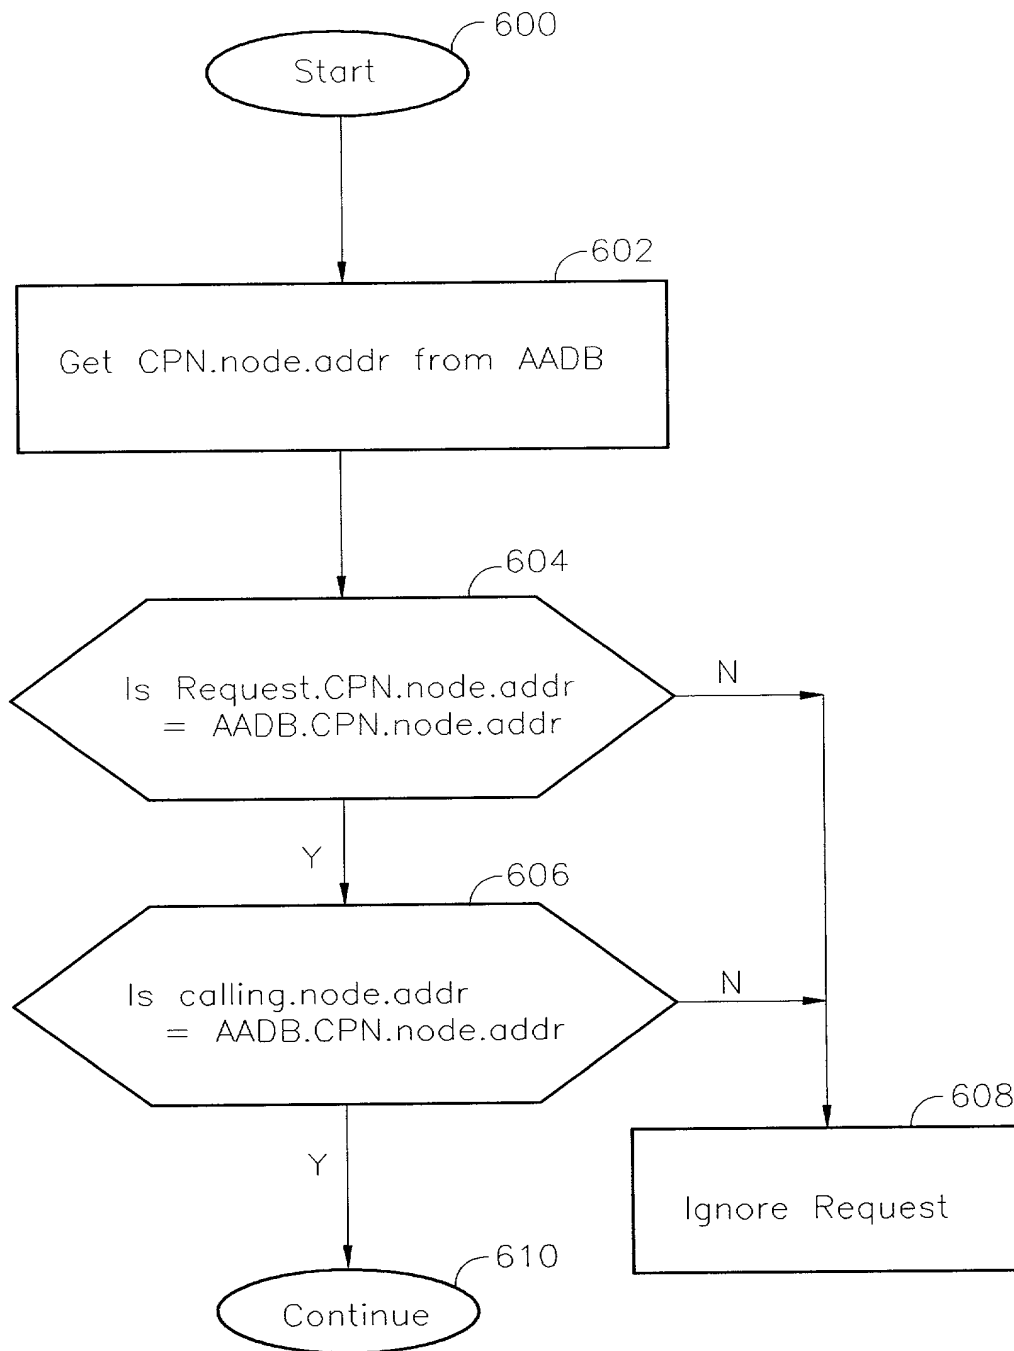 600
Start
602
Get CPN.node.addr from AADB
604
Is Request.CPN.node.addr
= AADB.CPN.node.addr
N
Y
606
Is calling.node.addr
= AADB.CPN.node.addr
N
608
Y
Ignore Request
610
Continue